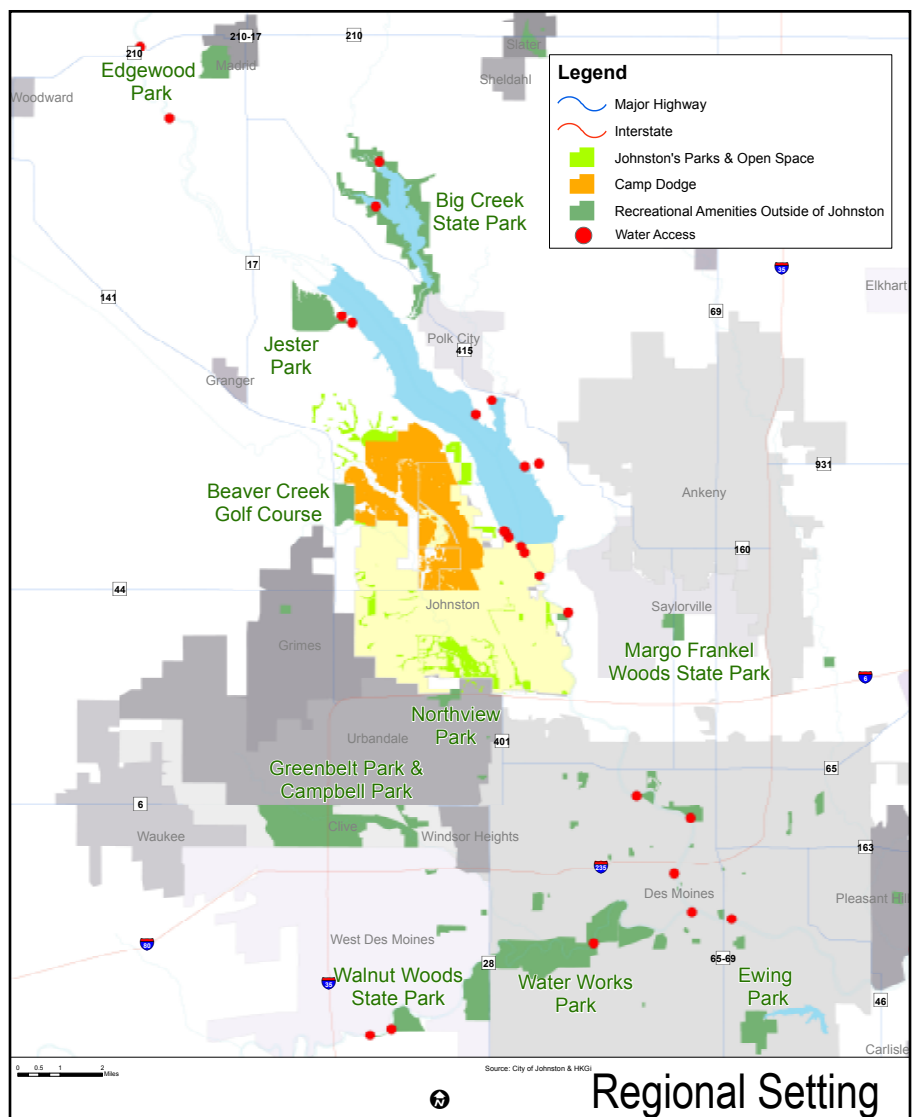 210-17
210
210
Slater
Madrid
Edgewood
Park
Sheldahl
Woodward
Legend
Major Highway
Interstate
Johnston's Parks & Open Space
Camp Dodge
Recreational Amenities Outside of Johnston
Water Access
Big Creek
State Park
17
35
Elkhart
141
69
Jester
Park
Polk City
415
Granger
931
Beaver Creek
Golf Course
Ankeny
160
44
Johnston
Saylorville
Grimes
Margo Frankel
Woods State Park
6
Northview
Park
Urbandale
401
Greenbelt Park &
Campbell Park
65
6
Waukee
Clive
Windsor Heights
163
235
Des Moines
Pleasant Hill
West Des Moines
80
28
65-69
Walnut Woods
State Park
35
Water Works
Park
Ewing
Park
46
Carlisle
0 0.5 1 2
Miles
Source: City of Johnston & HKGi
N
Regional Setting